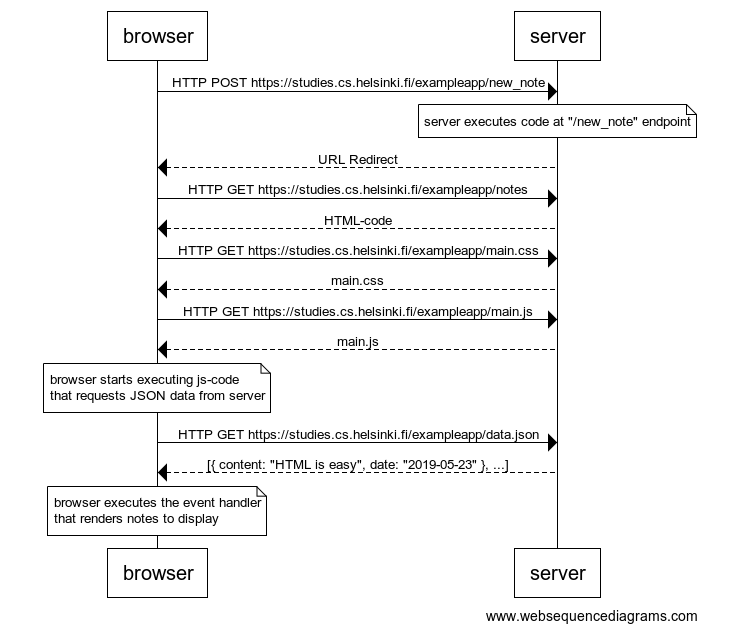 browser
server
HTTP POST https://studies.cs.helsinki.fi/exampleapp/new_note
server executes code at "/new_note" endpoint
URL Redirect
HTTP GET https://studies.cs.helsinki.fi/exampleapp/notes
HTML-code
HTTP GET https://studies.cs.helsinki.fi/exampleapp/main.css
main.css
HTTP GET https://studies.cs.helsinki.fi/exampleapp/main.js
main.js
browser starts executing js-code
that requests JSON data from server
HTTP GET https://studies.cs.helsinki.fi/exampleapp/data.json
[{ content: "HTML is easy", date: "2019-05-23" }, ...]
browser executes the event handler
that renders notes to display
browser
server
www.websequencediagrams.com